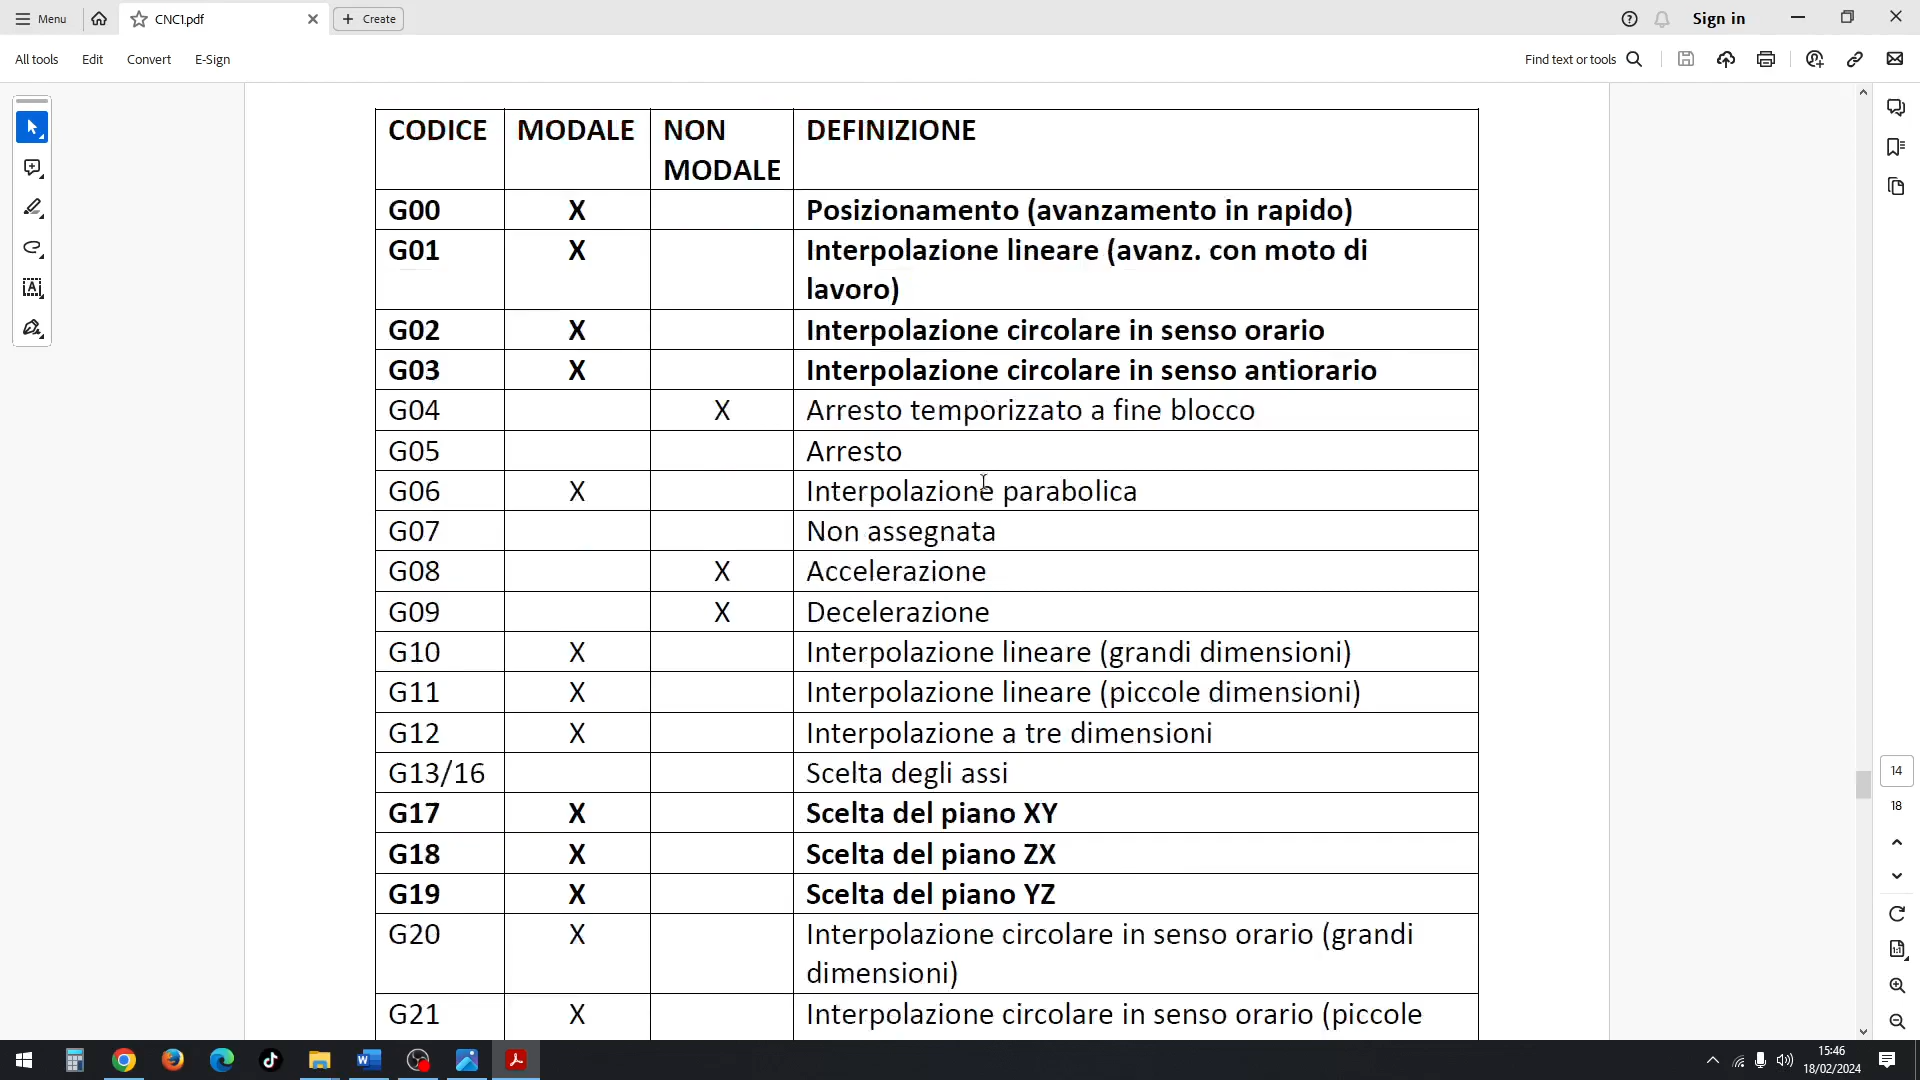 Menu
CNC1.pdf
Create
Sign in
All tools
Edit
Convert
E-Sign
Find text or tools
CODICE MODALE NON MODALE DEFINIZIONE
G00 X Posizionamento (avanzamento in rapido)
G01 X Interpolazione lineare (avanz. con moto di
lavoro)
G02 X Interpolazione circolare in senso orario
G03 X Interpolazione circolare in senso antiorario
G04 X Arresto temporizzato a fine blocco
G05 Arresto
G06 X Interpolazione parabolica
G07 Non assegnata
G08 X Accelerazione
G09 X Decelerazione
G10 X Interpolazione lineare (grandi dimensioni)
G11 X Interpolazione lineare (piccole dimensioni)
G12 X Interpolazione a tre dimensioni
G13/16 Scelta degli assi
G17 X Scelta del piano XY
G18 X Scelta del piano ZX
G19 X Scelta del piano YZ
G20 X Interpolazione circolare in senso orario (grandi
dimensioni)
G21 X Interpolazione circolare in senso orario (piccole
14
18
15:46
18/02/2024